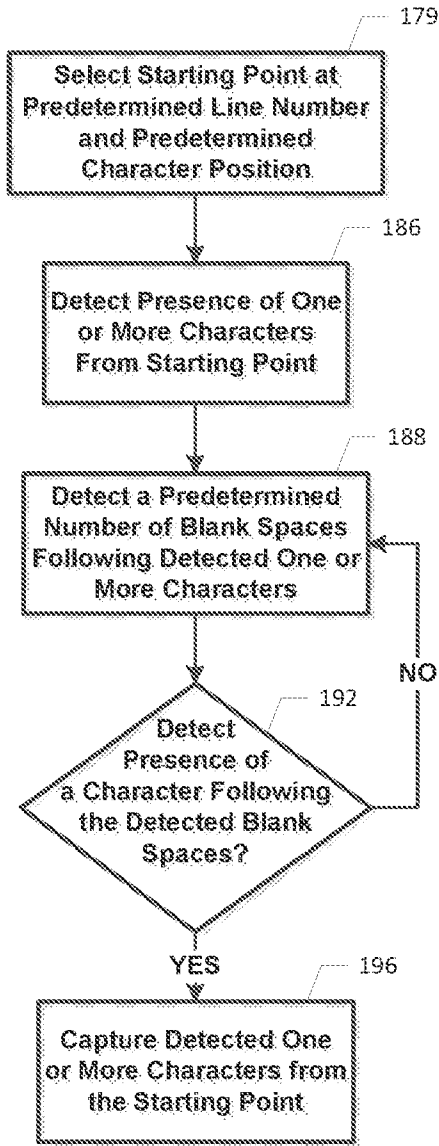 179
Select Starting Point at
Predetermined Line Number
and Predetermined
Character Position
186
Detect Presence of One
or More Characters
From Starting Point
188
Detect a Predetermined
Number of Blank Spaces
Following Detected One or
More Characters
NO
192
Detect
Presence of
a Character Following
the Detected Blank
Spaces?
YES
196
Capture Detected One
or More Characters from
the Starting Point